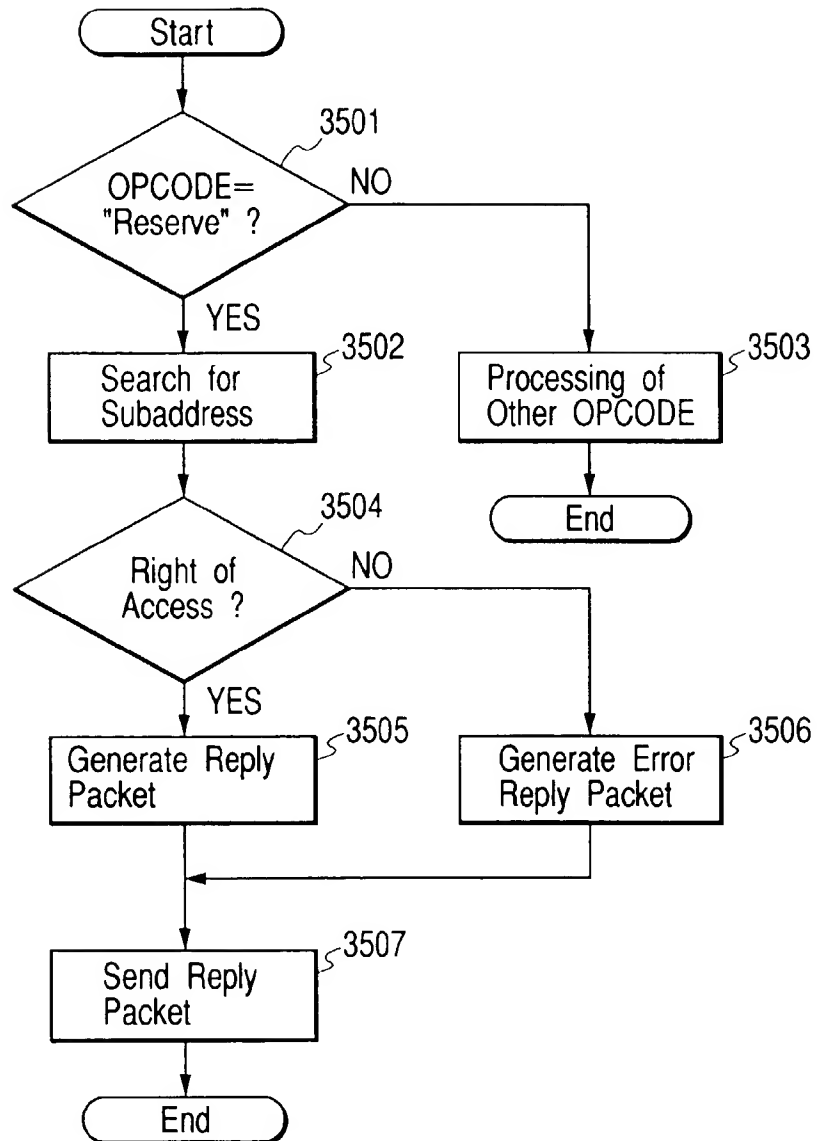 Start
3501
OPCODE=
"Reserve" ?
NO
YES
3502
Search for
Subaddress
3503
Processing of
Other OPCODE
End
3504
Right of
Access ?
NO
YES
3505
Generate Reply
Packet
3506
Generate Error
Reply Packet
3507
Send Reply
Packet
End